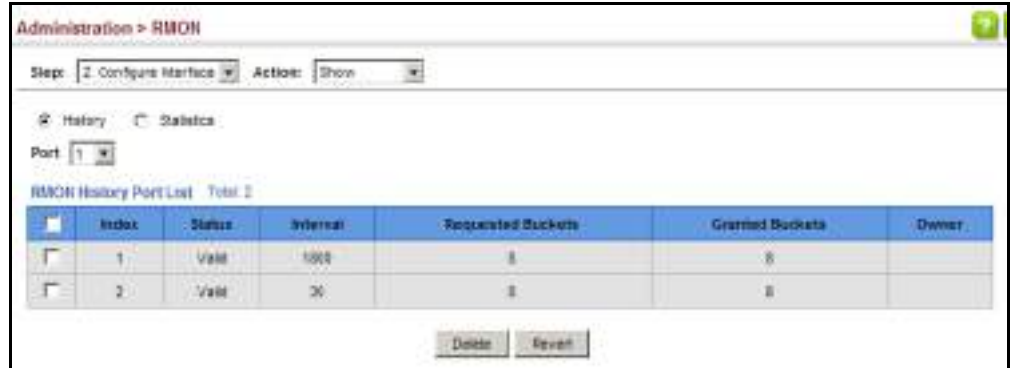 Administration > RMON
?
Step: 2. Configure Interface Action: Show
History Statistics
Port 1
RMON History Port List Total: 2
Index Status Interval Requested Buckets Granted Buckets Owner
1 Valid 1800 8 8
2 Valid 30 8 8
Delete Revert